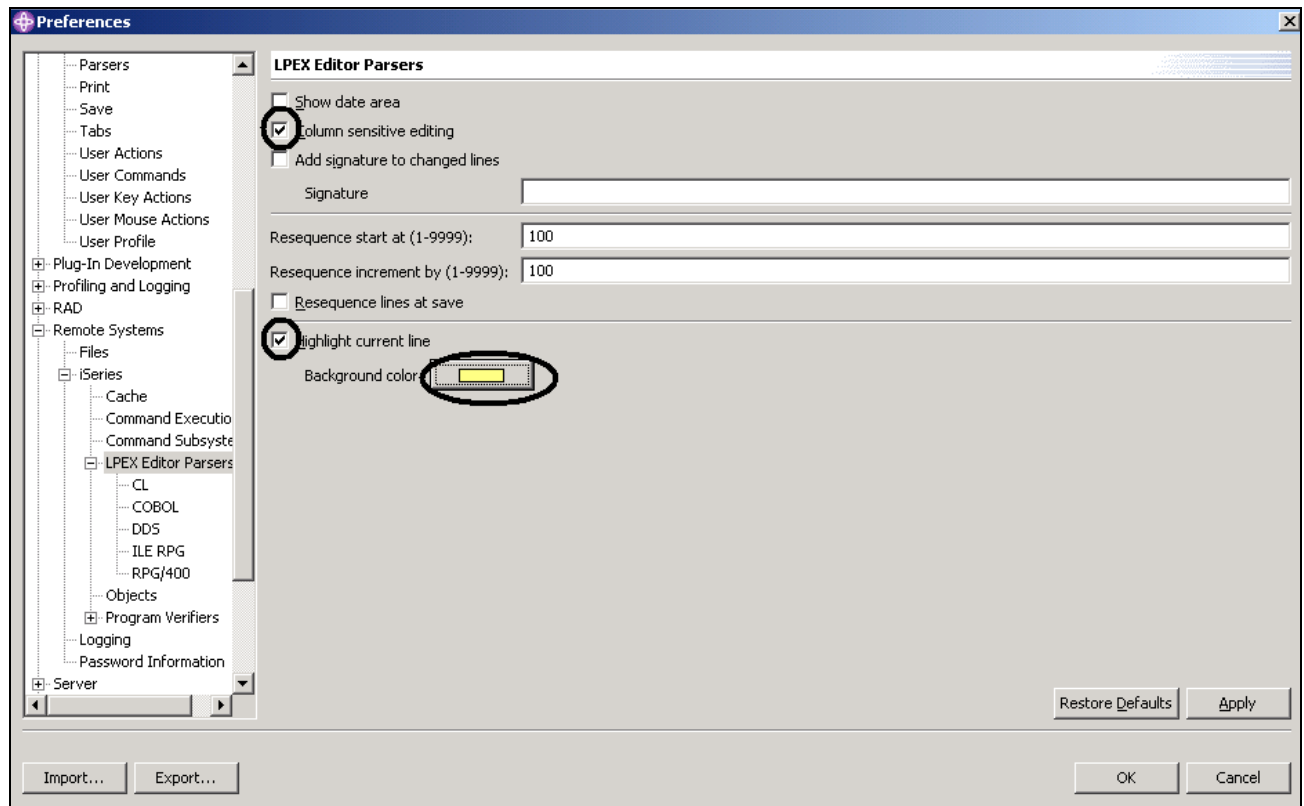 Preferences
Parsers
Print
Save
Tabs
User Actions
User Commands
User Key Actions
User Mouse Actions
User Profile
Plug-In Development
Profiling and Logging
RAD
Remote Systems
Files
iSeries
Cache
Command Executio
Command Subsyste
LPEX Editor Parsers
CL
COBOL
DDS
ILE RPG
RPG/400
Objects
Program Verifiers
Logging
Password Information
Server
LPEX Editor Parsers
Show date area
Column sensitive editing
Add signature to changed lines
Signature
Resequence start at (1-9999): 100
Resequence increment by (1-9999): 100
Resequence lines at save
Highlight current line
Background color:
Restore Defaults Apply
Import... Export... OK Cancel